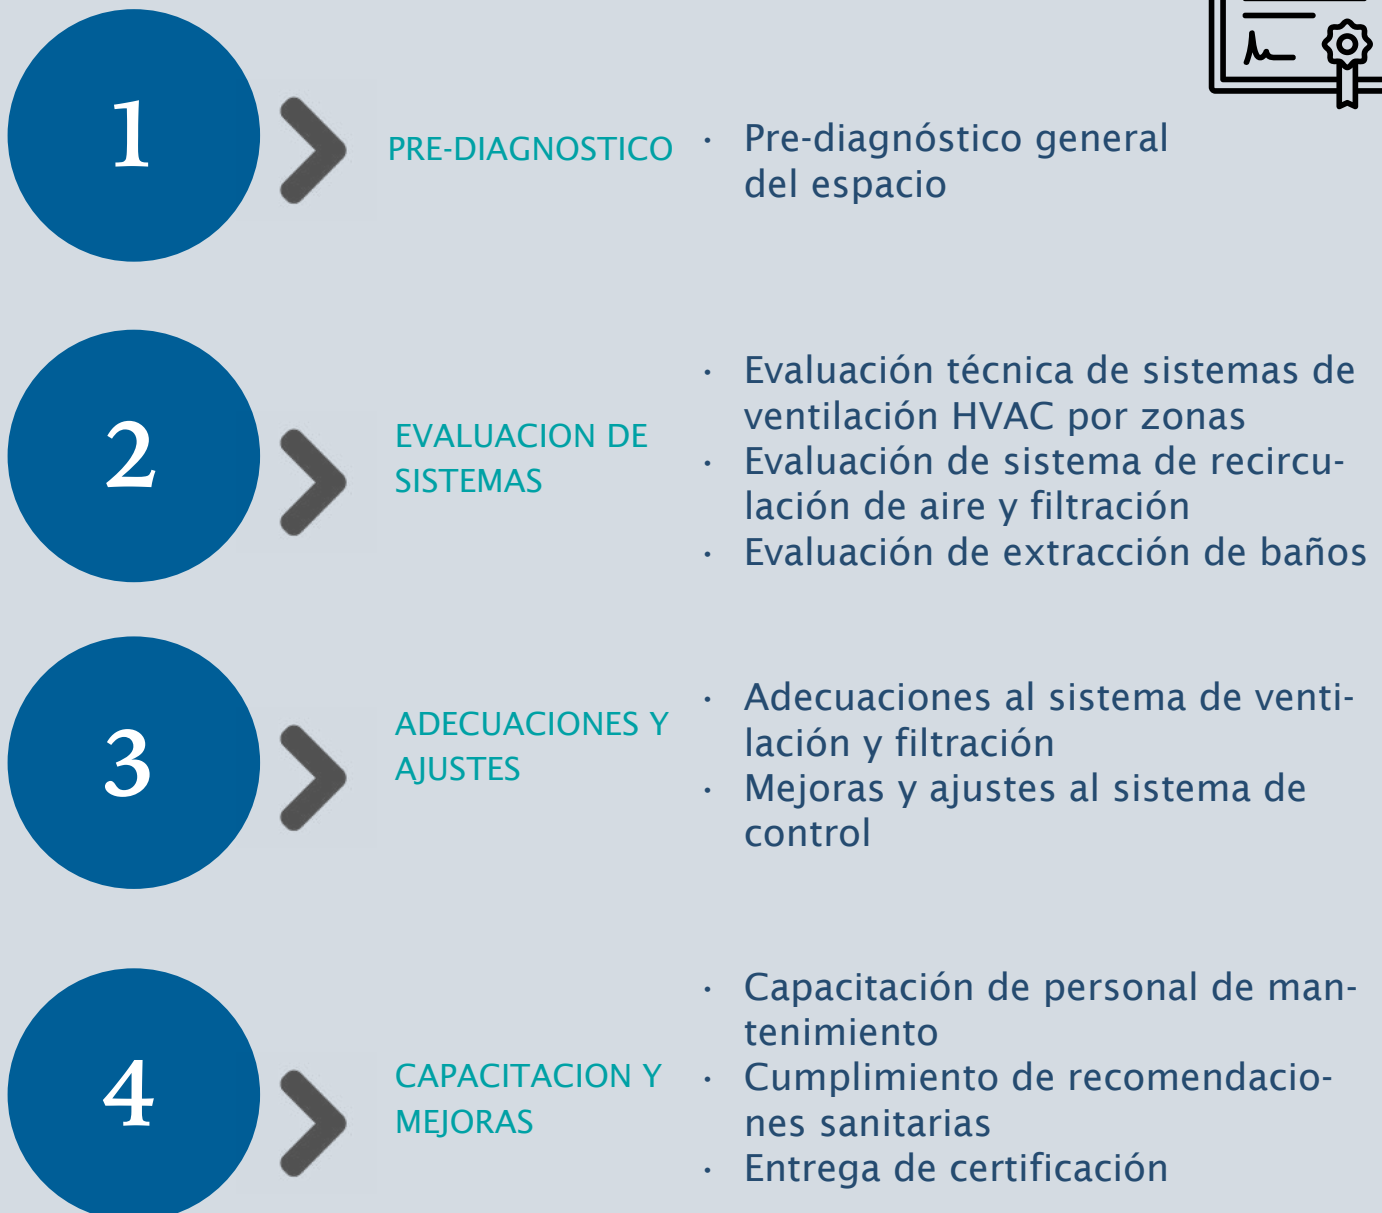 1
PRE-DIAGNOSTICO
· Pre-diagnóstico general
del espacio
2
EVALUACION DE
SISTEMAS
· Evaluación técnica de sistemas de
ventilación HVAC por zonas
· Evaluación de sistema de recircu-
lación de aire y filtración
· Evaluación de extracción de baños
3
ADECUACIONES Y
AJUSTES
· Adecuaciones al sistema de venti-
lación y filtración
· Mejoras y ajustes al sistema de
control
4
CAPACITACION Y
MEJORAS
· Capacitación de personal de man-
tenimiento
· Cumplimiento de recomendacio-
nes sanitarias
· Entrega de certificación